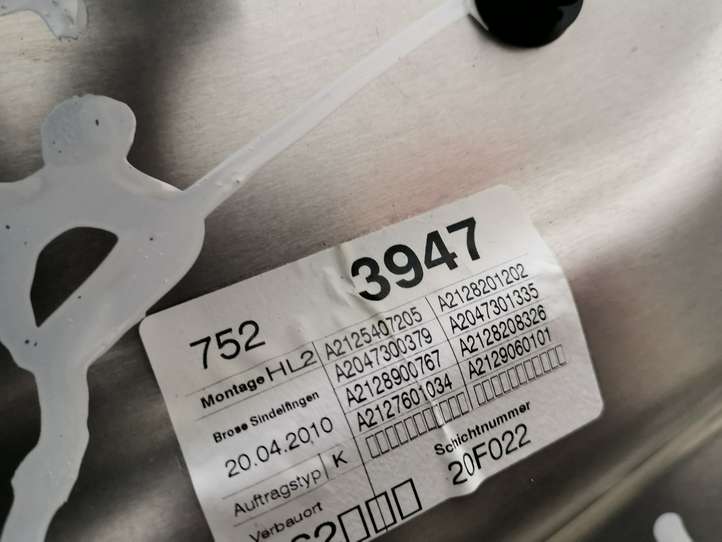 752 3947
Montage HL2 A2125407205 A2128201202
A2047300379 A2047301335
Brose Sindelfingen A2128900767 A2128208326
20.04.2010 A2127601034 A2129060101
Auftragstyp K
Schichtnummer
Verbauort 20F022